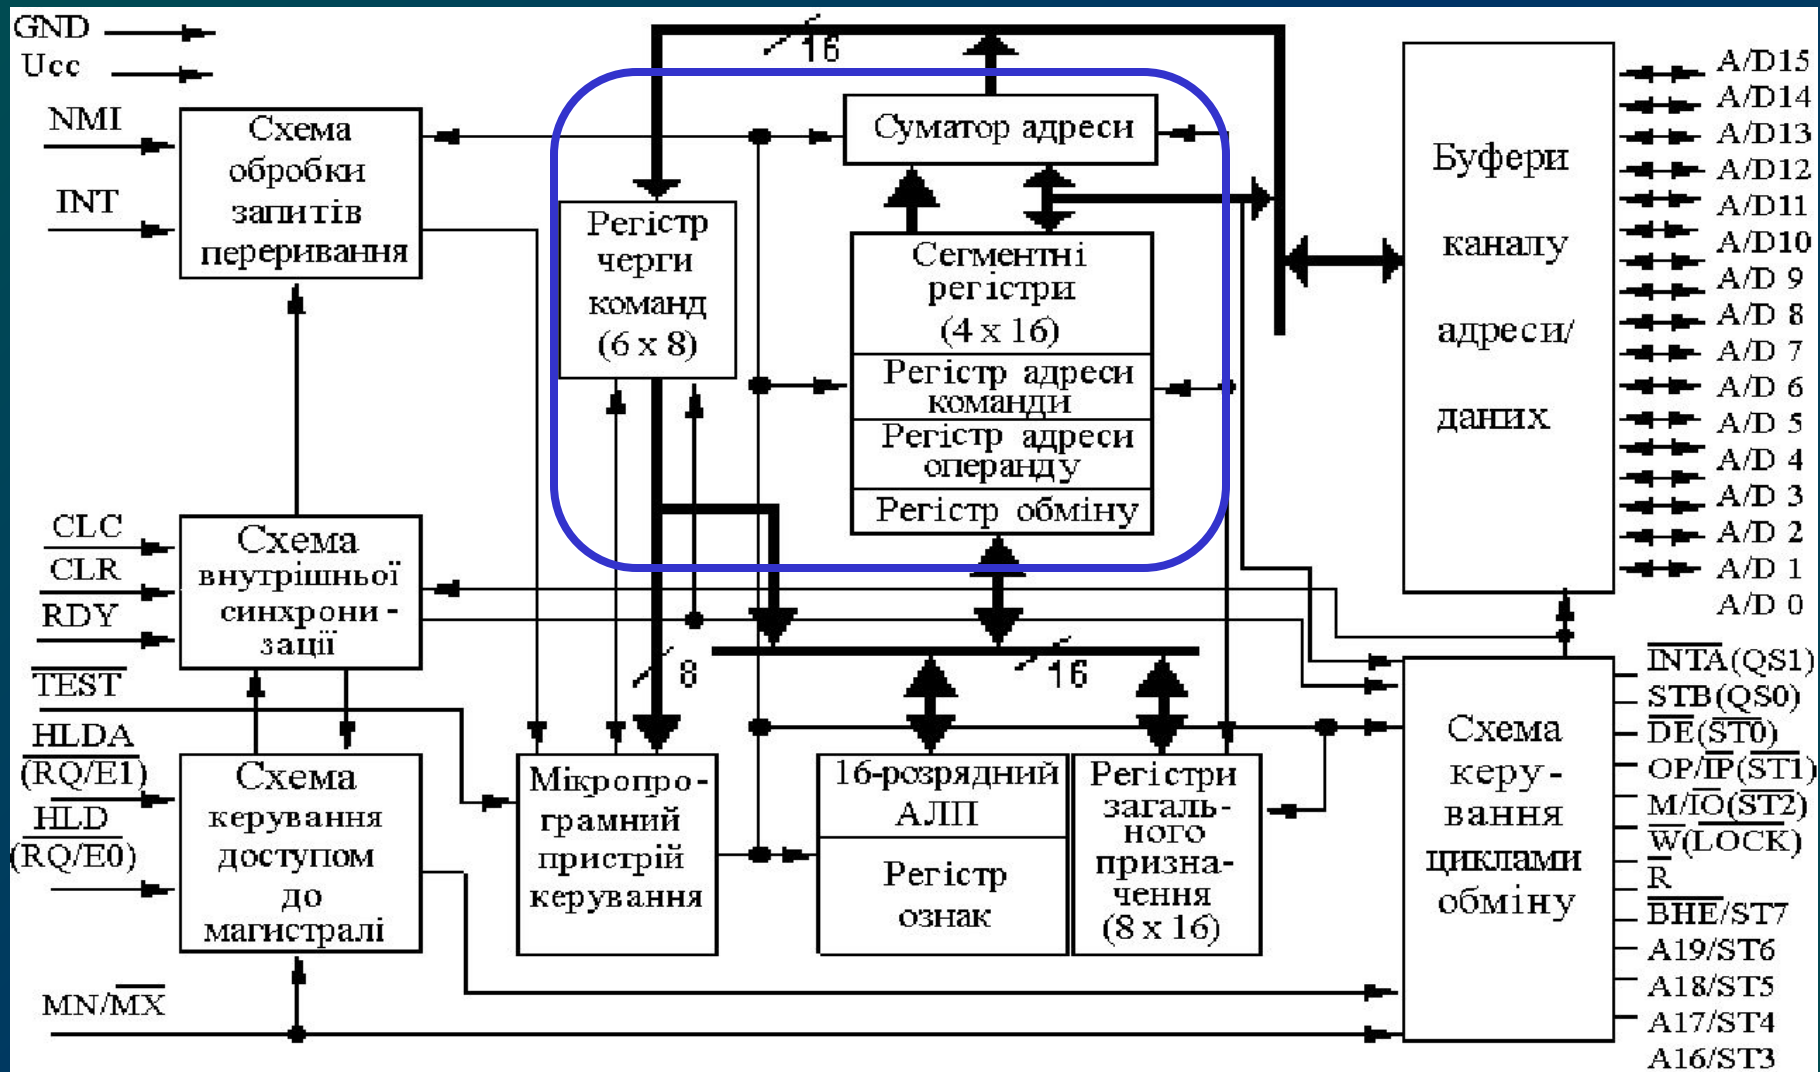 GND
Ucc
NMI
INT
CLC
CLR
RDY
TEST
HLDA
(RQ/E1)
HLD
(RQ/E0)
MN/MX
Схема
обробки
запитів
переривання
Схема
внутрішньої
синхрони -
зації
Схема
керування
доступом
до
магистралі
16
Регістр
черги
команд
(6 x 8)
Суматор адреси
Сегментні
регістри
(4 x 16)
Регістр адреси
команди
Регістр адреси
операнду
Регістр обміну
8
16
Мікропро -
грамний
пристрій
керування
16-розрядний
АЛП
Регістр
ознак
Регістри
загаль-
ного
призна-
чення
(8 x 16)
Буфери
каналу
адреси/
даних
Схема
керу -
вання
циклами
обміну
A/D15
A/D14
A/D13
A/D12
A/D11
A/D10
A/D 9
A/D 8
A/D 7
A/D 6
A/D 5
A/D 4
A/D 3
A/D 2
A/D 1
A/D 0
INTA(QS1)
STB(QS0)
DE(ST0)
OP/IP(ST1)
M/IO(ST2)
W(LOCK)
R
BHE/ST7
A19/ST6
A18/ST5
A17/ST4
A16/ST3